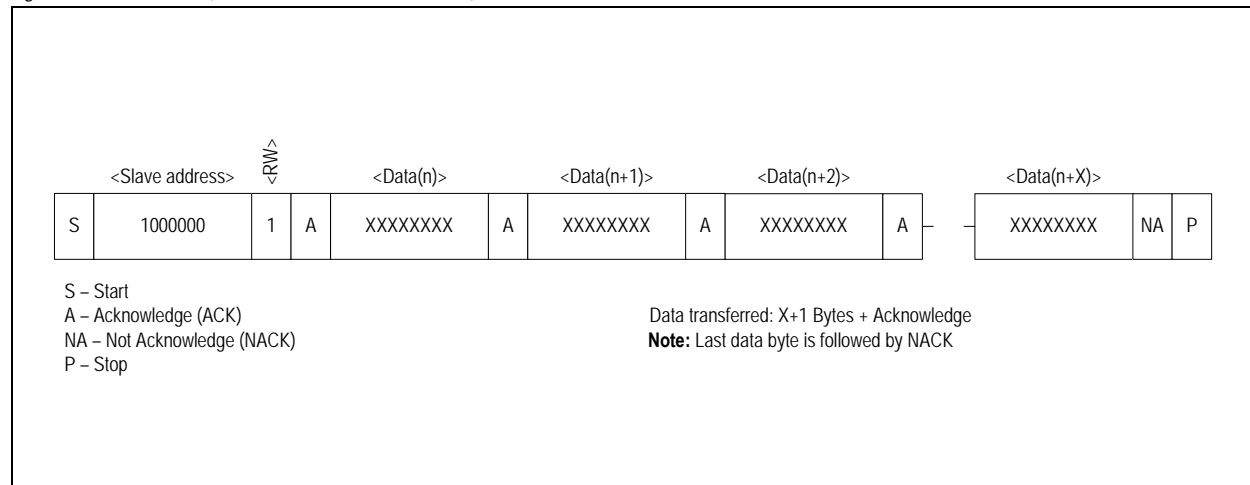 <RW>
<Slave address> <Data(n)> <Data(n+1)> <Data(n+2)> <Data(n+X)>
S 1000000 1 A XXXXXXXX A XXXXXXXX A XXXXXXXX A XXXXXXXX NA P
S – Start
A – Acknowledge (ACK)
NA – Not Acknowledge (NACK)
P – Stop
Data transferred: X+1 Bytes + Acknowledge
Note: Last data byte is followed by NACK